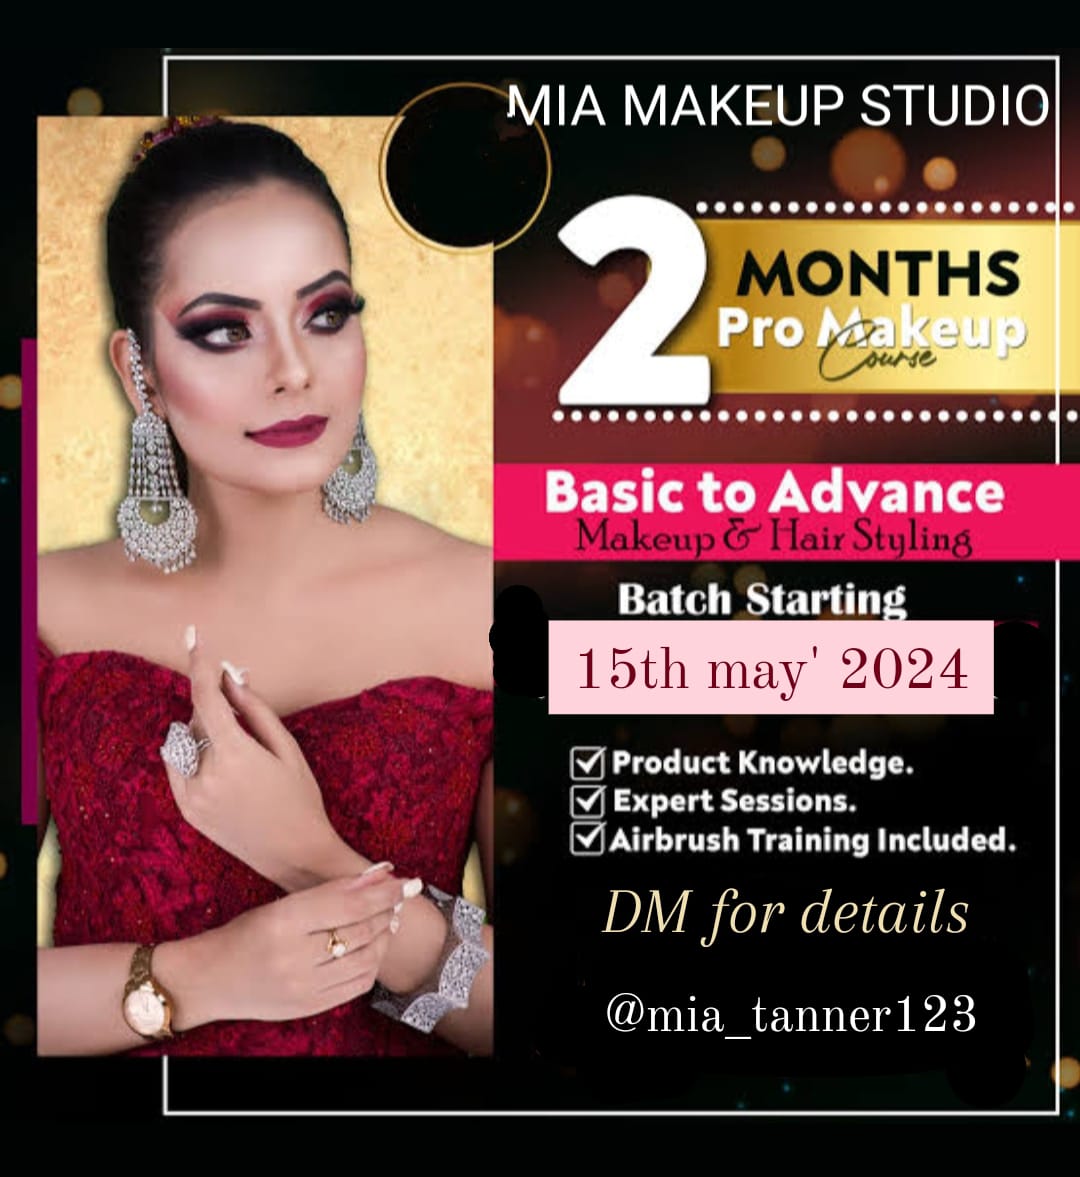 MIA MAKEUP STUDIO
2
MONTHS
Pro Makeup
Course
Basic to Advance
Makeup & Hair Styling
Batch Starting
15th may' 2024
Product Knowledge.
Expert Sessions.
Airbrush Training Included.
DM for details
@mia_tanner123